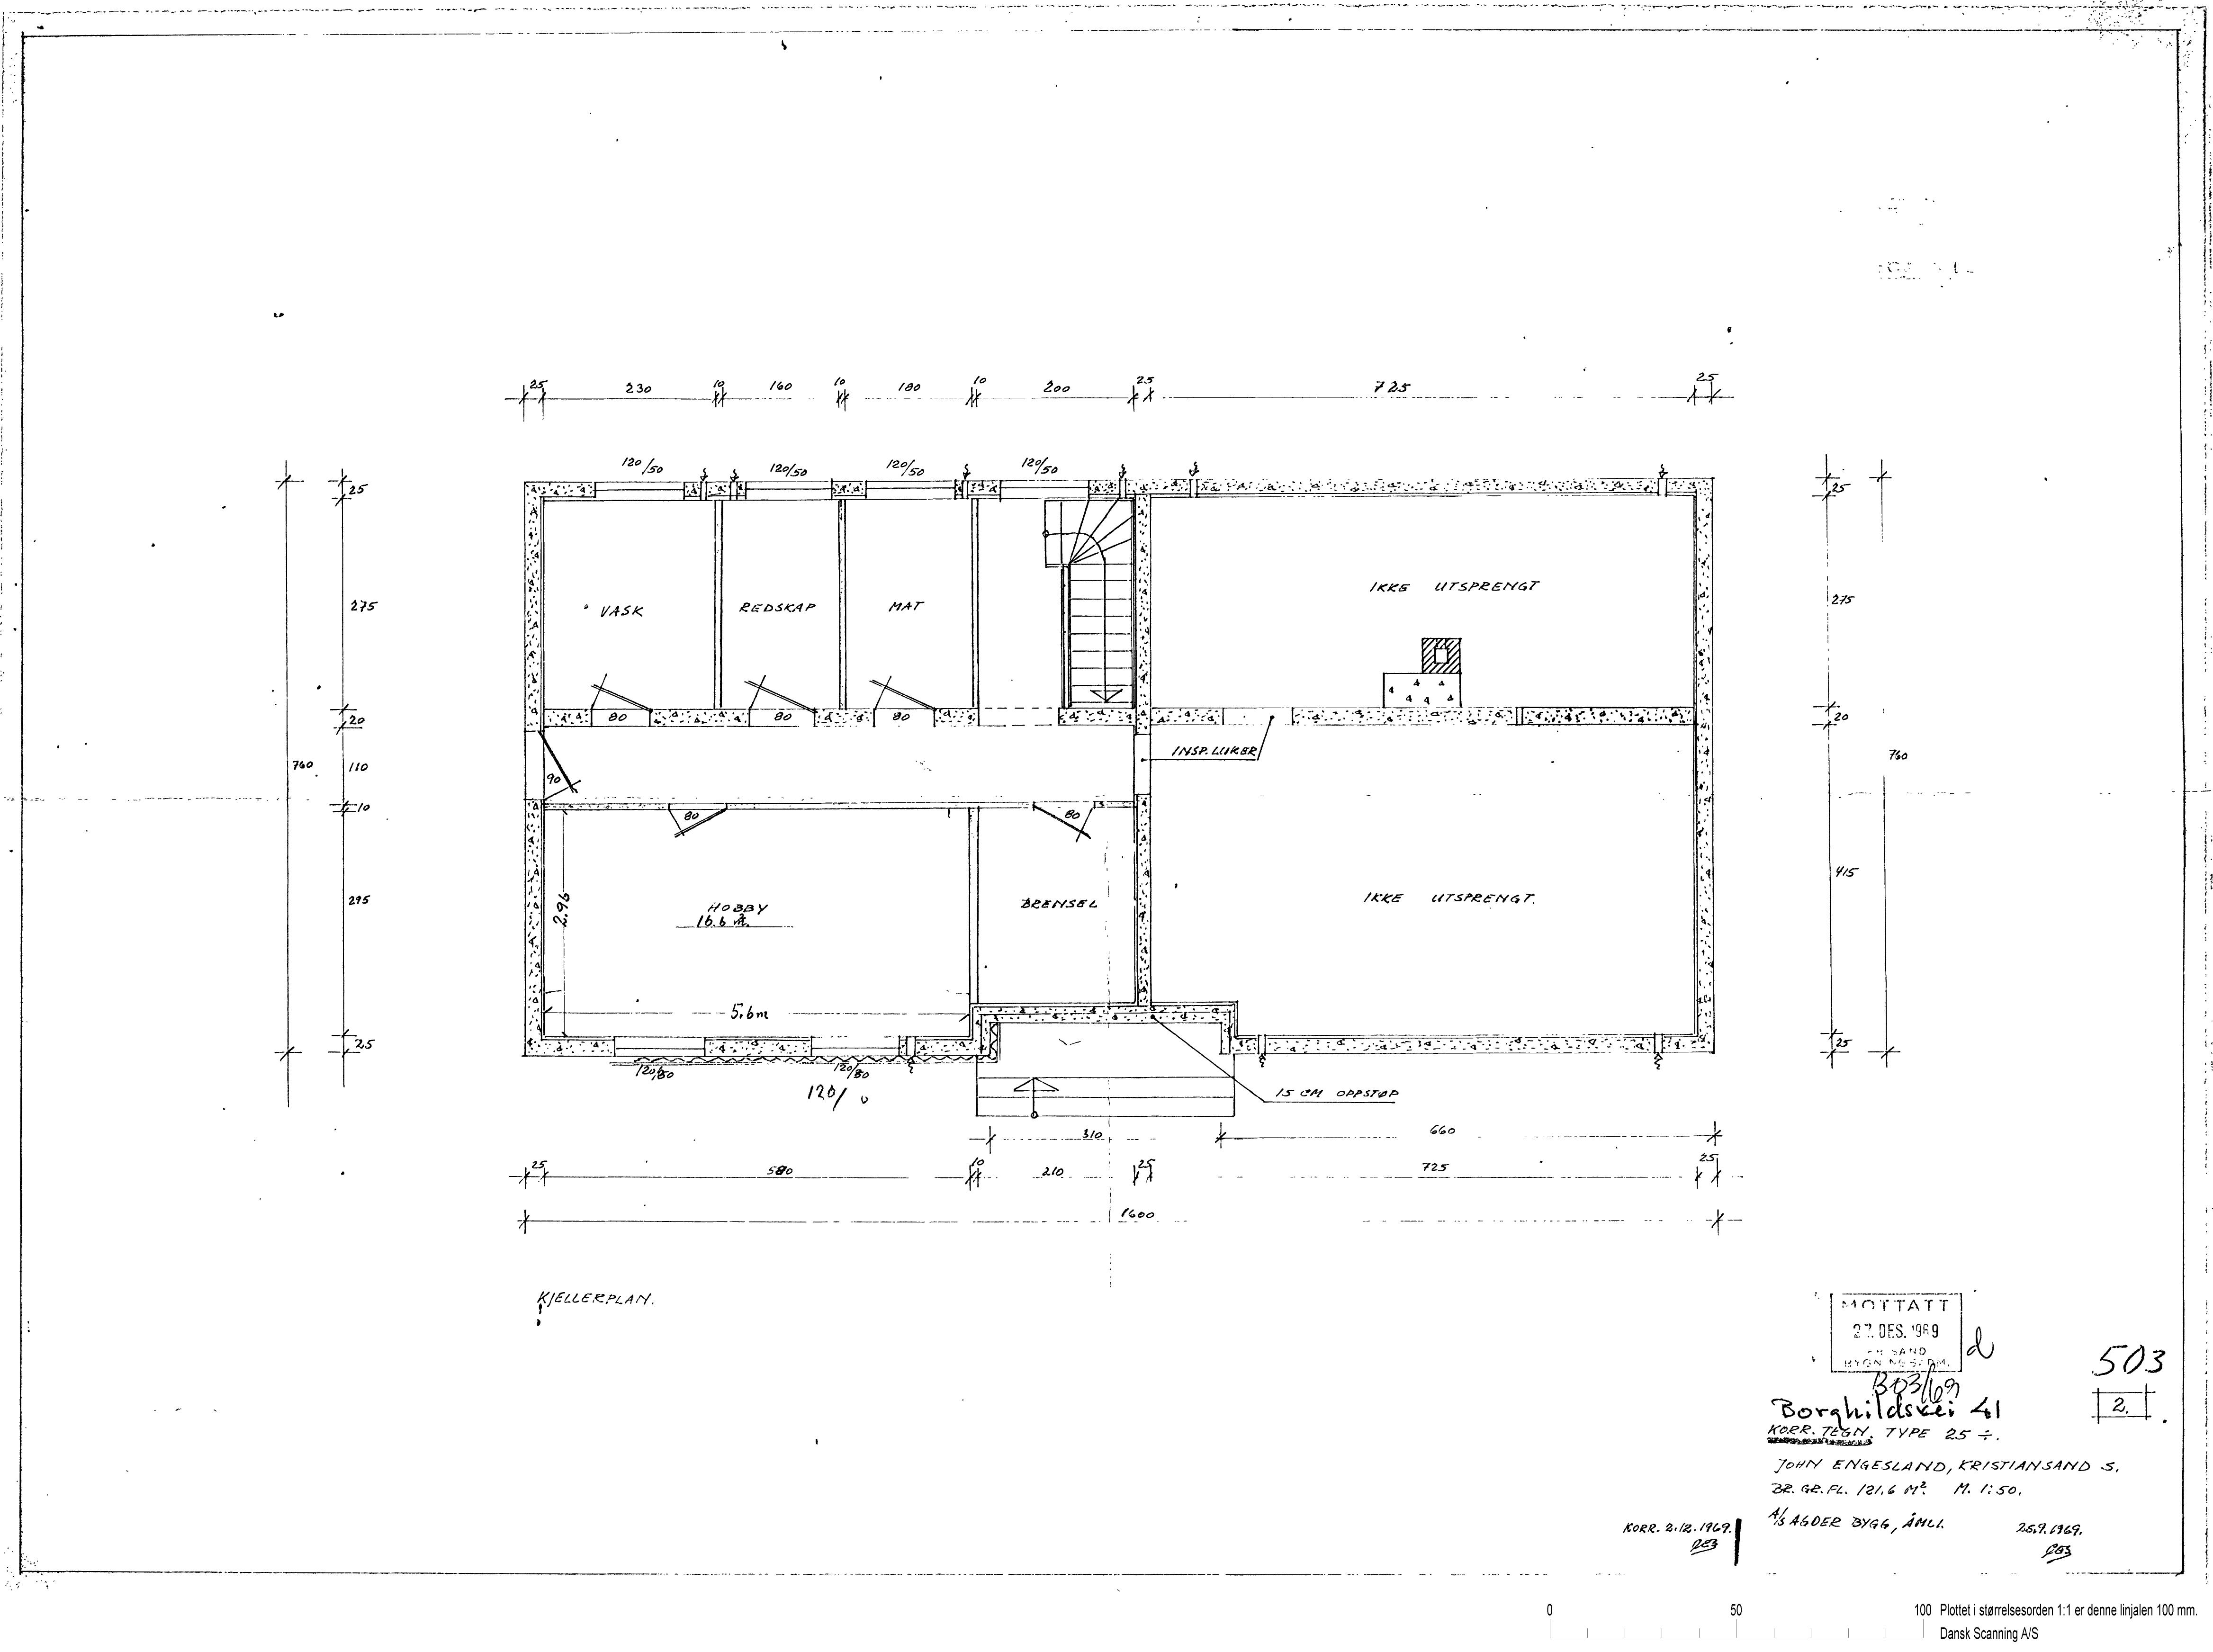 25 230 10 160 10 180 10 200 25 725 25
120/50 120/50 120/50 120/50
25
25
275
VASK
REDSKAP
MAT
IKKE UTSPRENGT
275
20
80
80
80
20
INSP. LUKER
760
110
90
760
10
80
80
295
2.96
HOBBY
16.6 m².
BRENSEL
IKKE UTSPRENGT.
415
5.6m
25
25
120/80
120/80
120/
15 CM OPPSTØP
310
660
25 580 10 210 25 725 25
1600
KJELLERPLAN.
MOTTATT
27. DES. 1969
SAND
503
B03/69
Borghildsvei 41
2.
KORR. TEGN. TYPE 25 ÷.
JOHN ENGESLAND, KRISTIANSAND S.
BR. GR. FL. 121.6 M². M. 1:50.
A/S AGDER BYGG, ÅMLI.
25.9.1969.
KORR. 2.12.1969.
0 50 100 Plottet i størrelsesorden 1:1 er denne linjalen 100 mm.
Dansk Scanning A/S